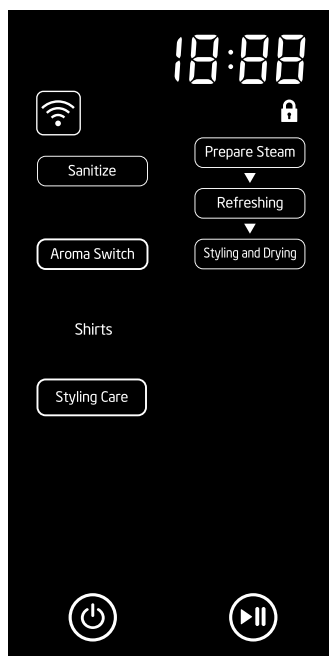 18:88
Prepare Steam
Sanitize
Refreshing
Aroma Switch
Styling and Drying
Shirts
Styling Care